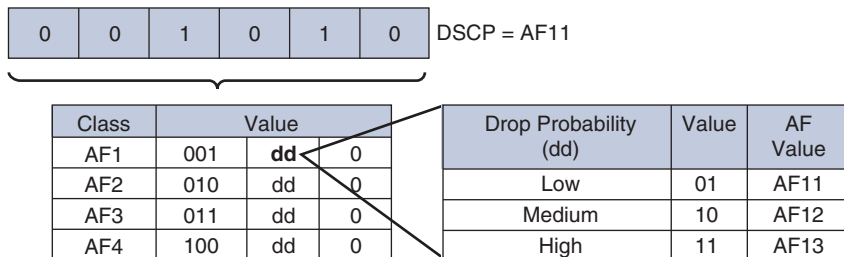 0 0 1 0 1 0 DSCP = AF11
Class Value
AF1 001 dd 0
AF2 010 dd 0
AF3 011 dd 0
AF4 100 dd 0
Drop Probability (dd) Value AF Value
Low 01 AF11
Medium 10 AF12
High 11 AF13